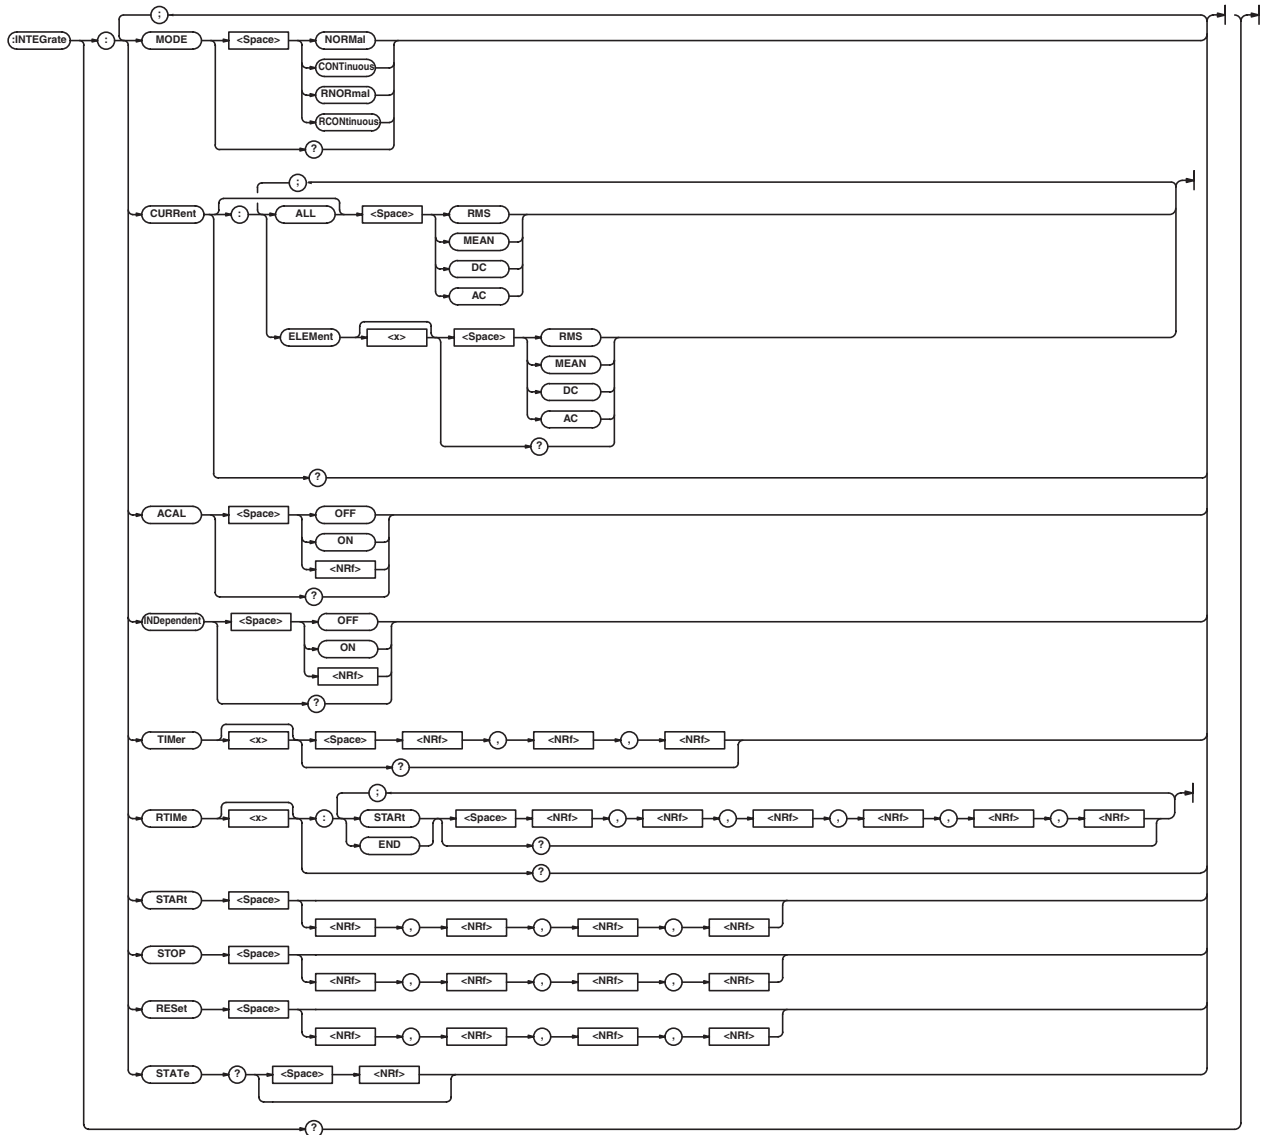 ;
:INTEGrate : MODE <Space> NORMal
CONTinuous
RNORmal
RCONtinuous
?
;
CURRent : ALL <Space> RMS
MEAN
DC
AC
ELEMent <x> <Space> RMS
MEAN
DC
AC
?
?
ACAL <Space> OFF
ON
<NRf>
?
INDependent <Space> OFF
ON
<NRf>
?
TIMer <x> <Space> <NRf> , <NRf> , <NRf>
?
;
RTIMe <x> : STARt <Space> <NRf> , <NRf> , <NRf> , <NRf> , <NRf> , <NRf>
END ?
?
STARt <Space>
<NRf> , <NRf> , <NRf> , <NRf>
STOP <Space>
<NRf> , <NRf> , <NRf> , <NRf>
RESet <Space>
<NRf> , <NRf> , <NRf> , <NRf>
STATe ? <Space> <NRf>
?